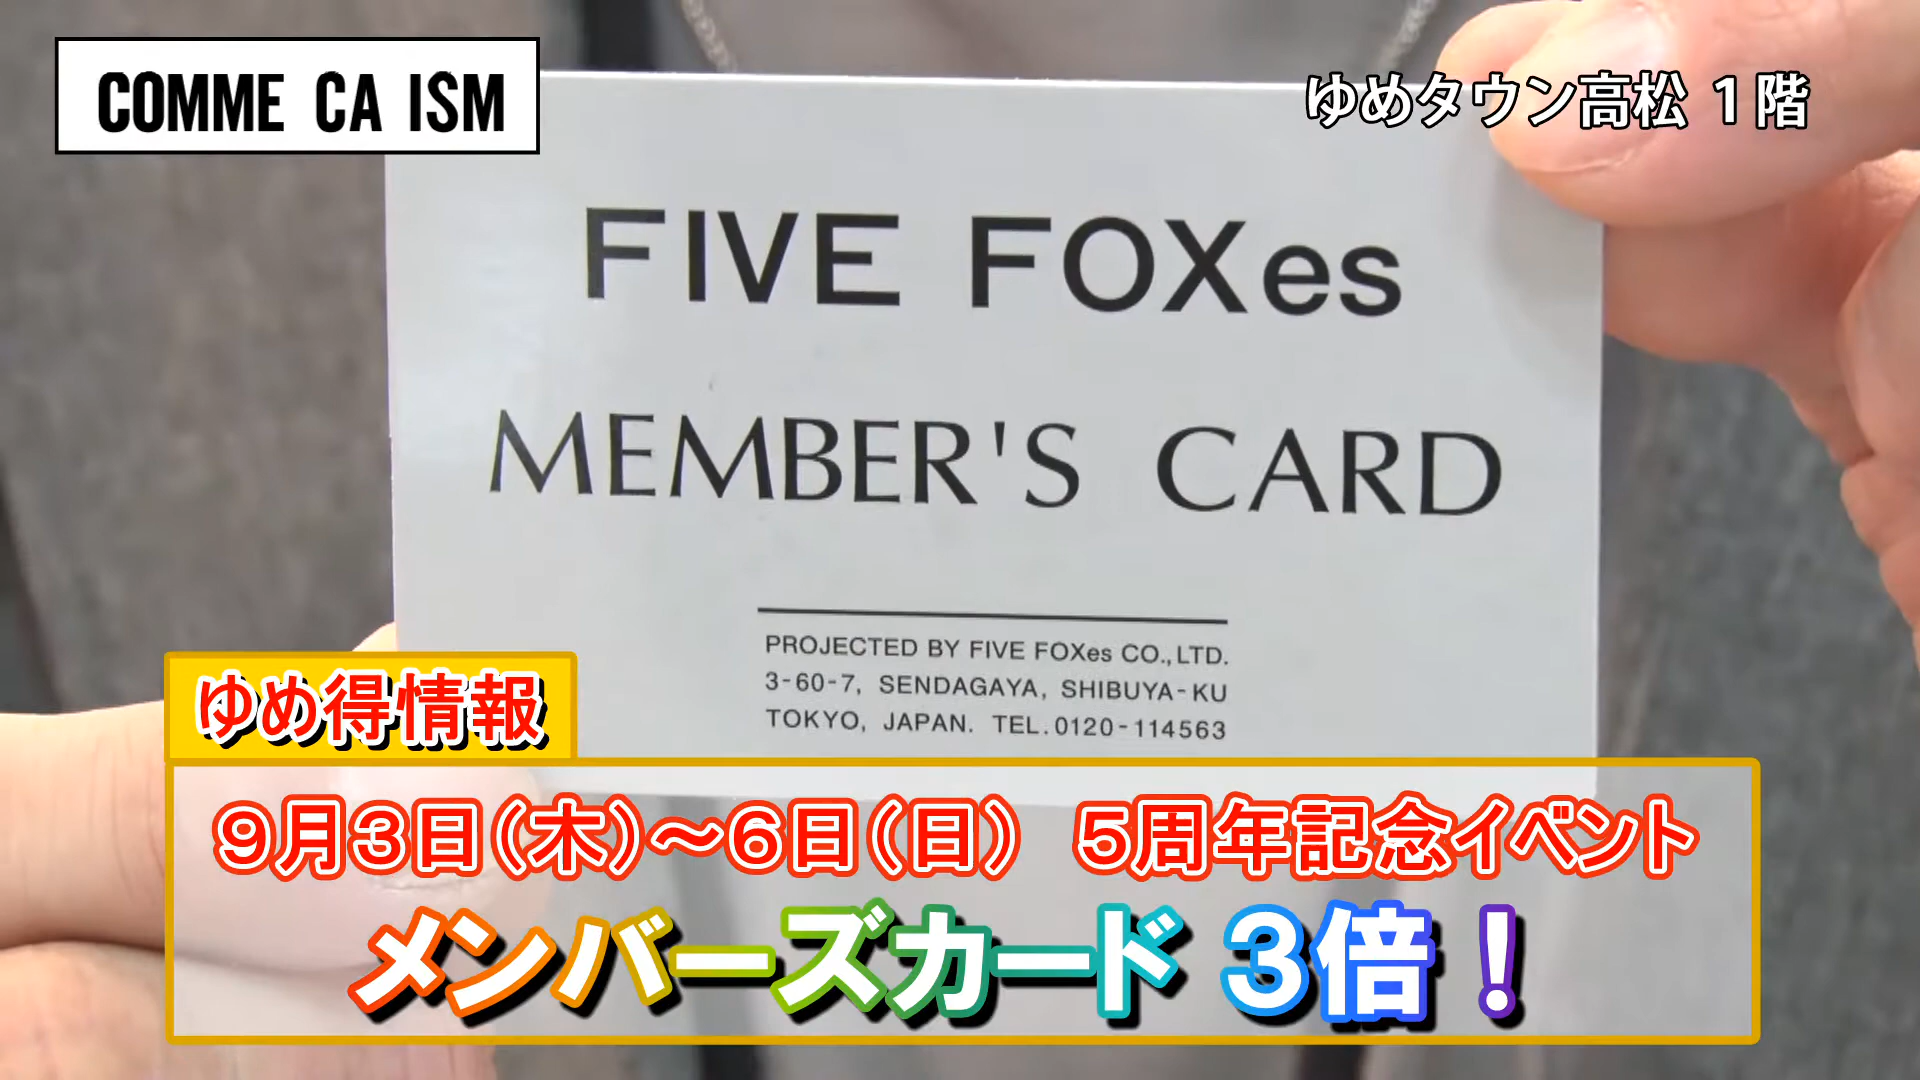 COMME CA ISM
ゆめタウン高松 1階
FIVE FOXes
MEMBER'S CARD
PROJECTED BY FIVE FOXes CO.,LTD.
3-60-7, SENDAGAYA, SHIBUYA-KU
TOKYO, JAPAN. TEL.0120-114563
ゆめ得情報
9月3日(木)～6日(日) 5周年記念イベント
メンバーズカード 3倍!